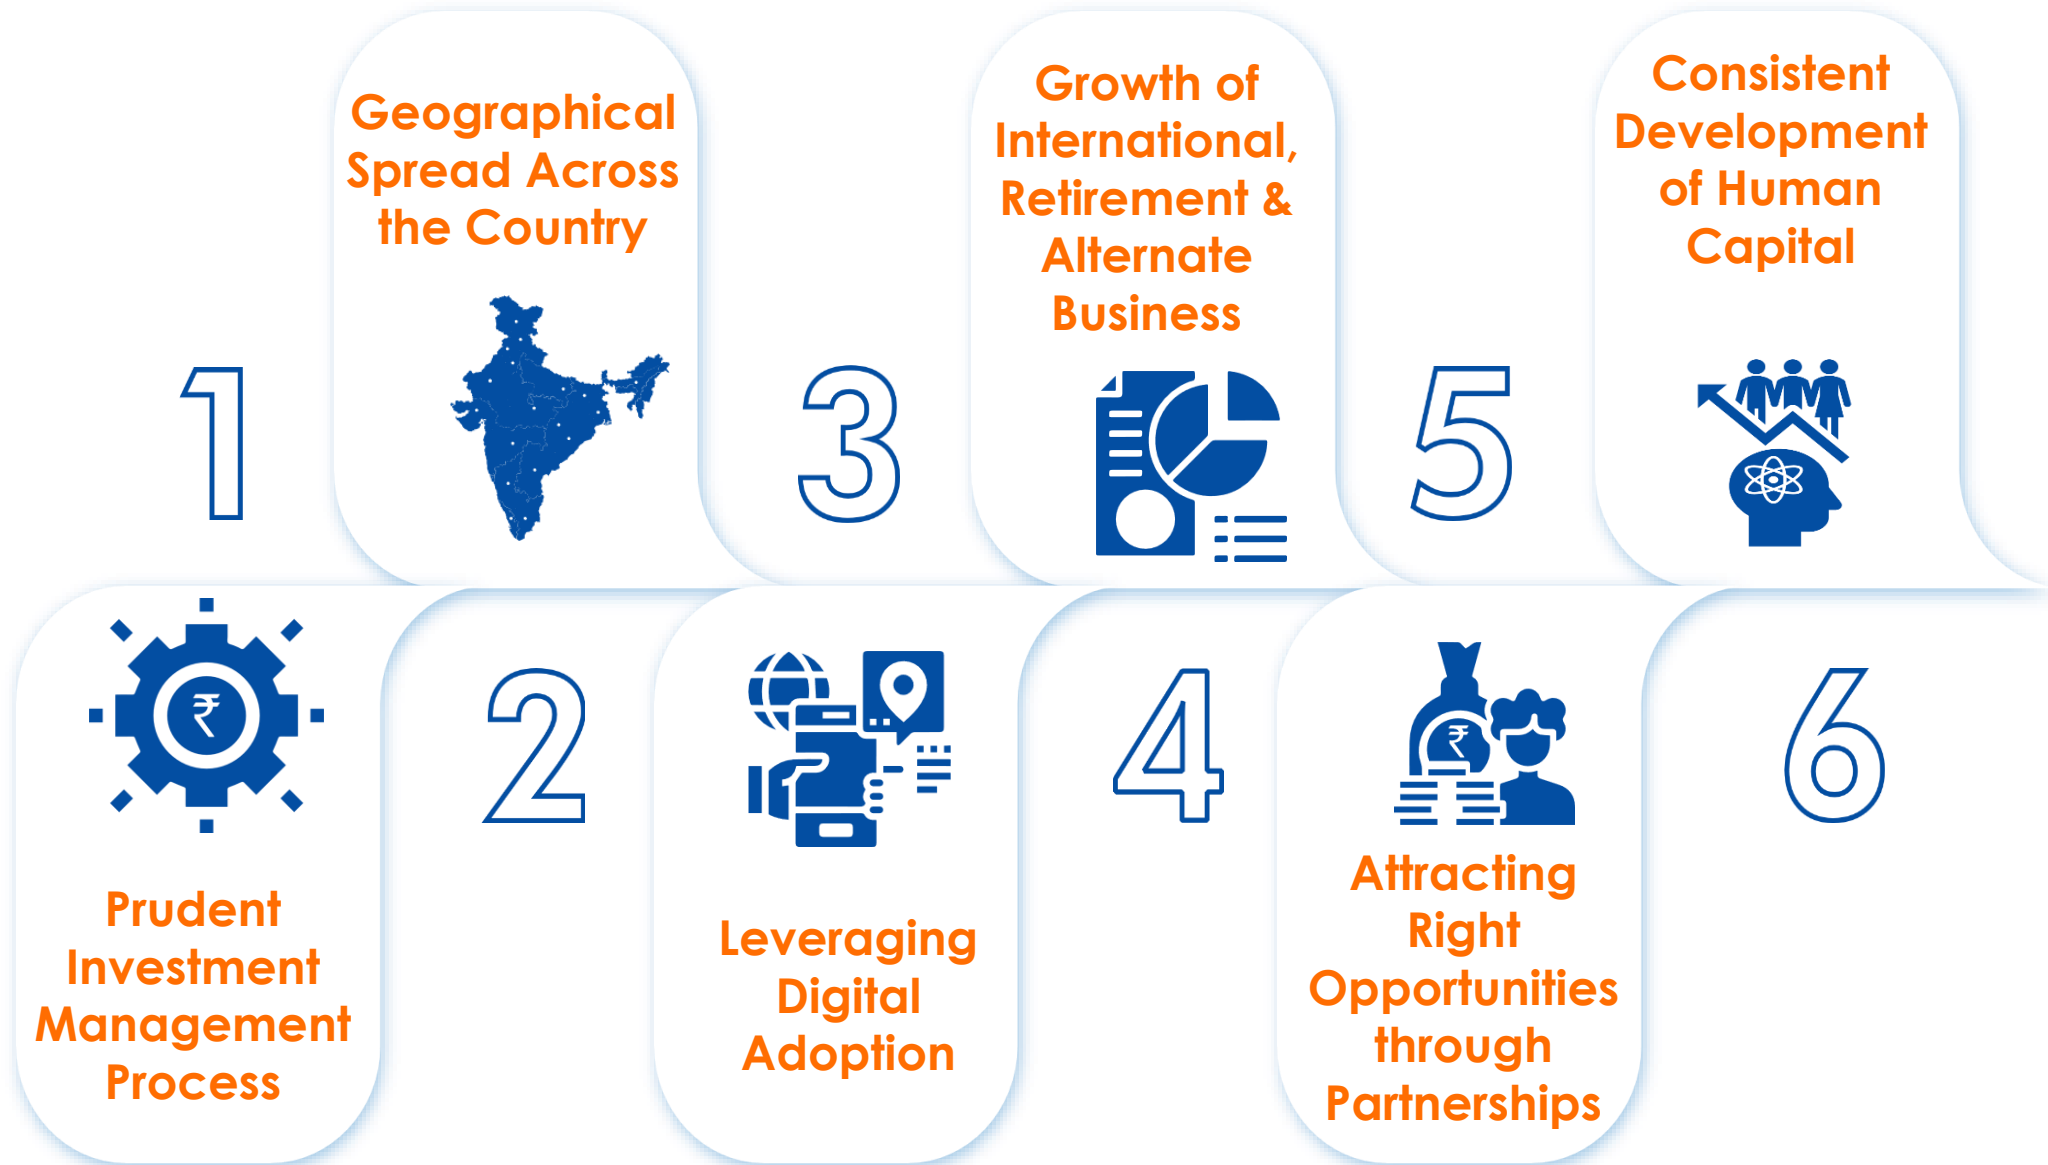 1
Prudent
Investment
Management
Process
2
Geographical
Spread Across
the Country
3
Leveraging
Digital
Adoption
4
Growth of
International,
Retirement &
Alternate
Business
5
Attracting
Right
Opportunities
through
Partnerships
6
Consistent
Development
of Human
Capital
₹
₹